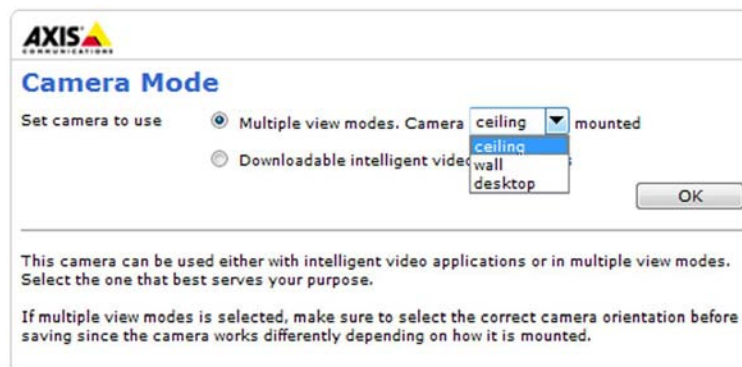 AXIS
COMMUNICATIONS
Camera Mode
Set camera to use Multiple view modes. Camera ceiling mounted
ceiling
Downloadable intelligent vide s
wall
desktop
OK
This camera can be used either with intelligent video applications or in multiple view modes.
Select the one that best serves your purpose.
If multiple view modes is selected, make sure to select the correct camera orientation before
saving since the camera works differently depending on how it is mounted.